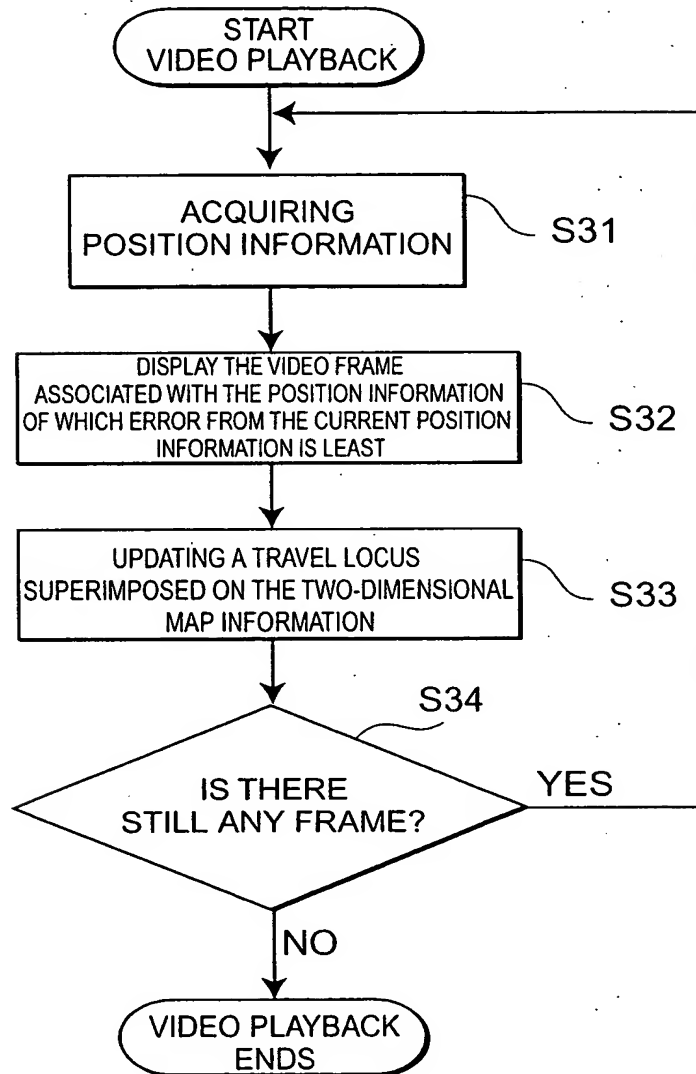 START
VIDEO PLAYBACK
ACQUIRING
POSITION INFORMATION
S31
DISPLAY THE VIDEO FRAME
ASSOCIATED WITH THE POSITION INFORMATION
OF WHICH ERROR FROM THE CURRENT POSITION
INFORMATION IS LEAST
S32
UPDATING A TRAVEL LOCUS
SUPERIMPOSED ON THE TWO-DIMENSIONAL
MAP INFORMATION
S33
S34
IS THERE
STILL ANY FRAME?
YES
NO
VIDEO PLAYBACK
ENDS